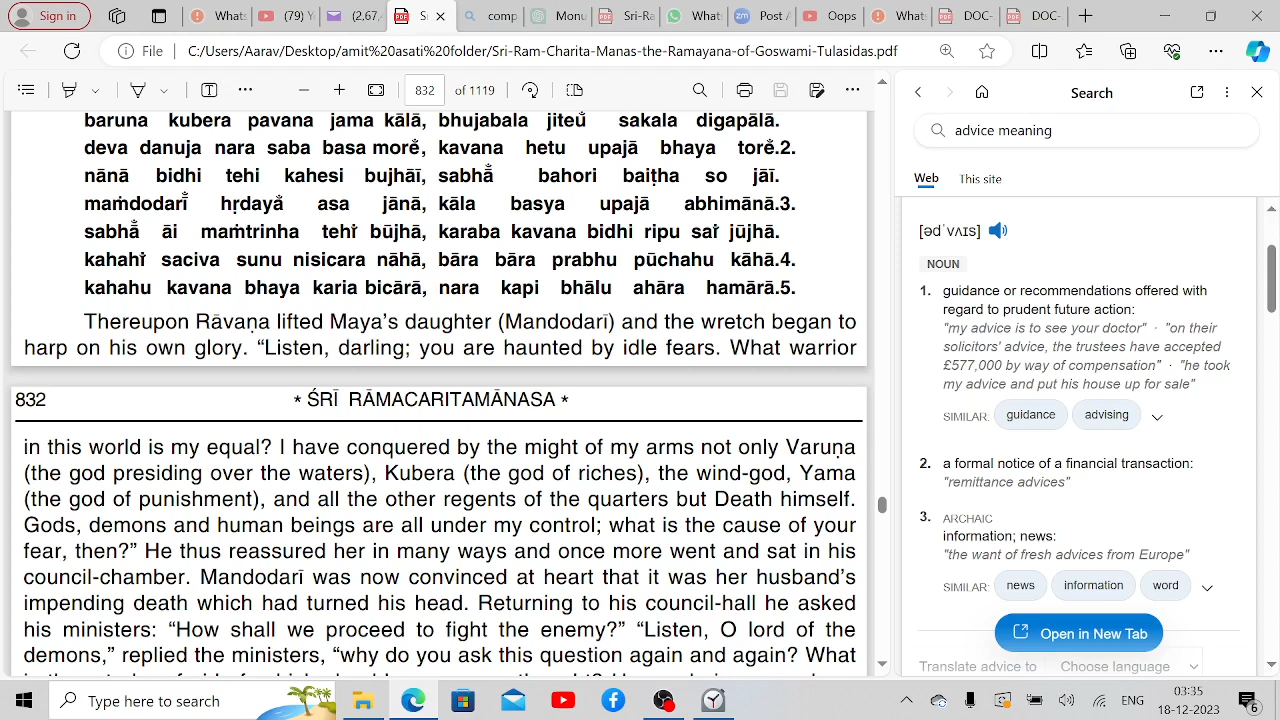 Sign in
Whats
(79) Y
(2,67
S
comp
Monu
Sri-Ra
Whats
Post A
Oops
Whats
DOC-
DOC-
File
C:/Users/Aarav/Desktop/amit%20asati%20folder/Sri-Ram-Charita-Manas-the-Ramayana-of-Goswami-Tulasidas.pdf
832 of 1119
baruna kubera pavana jama kālā, bhujabala jiteů sakala digapālā.
deva danuja nara saba basa morě̇, kavana hetu upajā bhaya torě̇.2.
nānā bidhi tehi kahesi bujhāī, sabhå̄ bahori baiṭha so jāī.
maṁdodarī̐ hṛdayå asa jānā, kāla basya upajā abhimānā.3.
sabhå̄ āi maṁtrinha tehı̐ būjhā, karaba kavana bidhi ripu saı̐ jūjhā.
kahahı̐ saciva sunu nisicara nāhā, bāra bāra prabhu pūchahu kāhā.4.
kahahu kavana bhaya karia bicārā, nara kapi bhālu ahāra hamārā.5.
Thereupon Rāvaṇa lifted Maya's daughter (Mandodarī) and the wretch began to
harp on his own glory. "Listen, darling; you are haunted by idle fears. What warrior
832 * ŚRĪ RĀMACARITAMĀNASA *
in this world is my equal? I have conquered by the might of my arms not only Varuṇa
(the god presiding over the waters), Kubera (the god of riches), the wind-god, Yama
(the god of punishment), and all the other regents of the quarters but Death himself.
Gods, demons and human beings are all under my control; what is the cause of your
fear, then?" He thus reassured her in many ways and once more went and sat in his
council-chamber. Mandodarī was now convinced at heart that it was her husband's
impending death which had turned his head. Returning to his council-hall he asked
his ministers: "How shall we proceed to fight the enemy?" "Listen, O lord of the
demons," replied the ministers, "why do you ask this question again and again? What
Search
advice meaning
Web This site
[ədˈvʌɪs]
NOUN
1. guidance or recommendations offered with
regard to prudent future action:
"my advice is to see your doctor" · "on their
solicitors' advice, the trustees have accepted
£577,000 by way of compensation" · "he took
my advice and put his house up for sale"
SIMILAR: guidance advising
2. a formal notice of a financial transaction:
"remittance advices"
3. ARCHAIC
information; news:
"the want of fresh advices from Europe"
SIMILAR: news information word
Open in New Tab
Translate advice to Choose language
Type here to search
ENG
03:35
18-12-2023
6